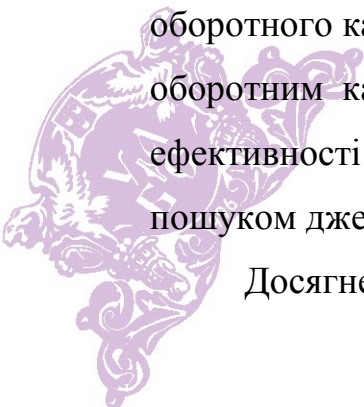 оборотного ка
оборотним ка
ефективності
пошуком дже
Досягне